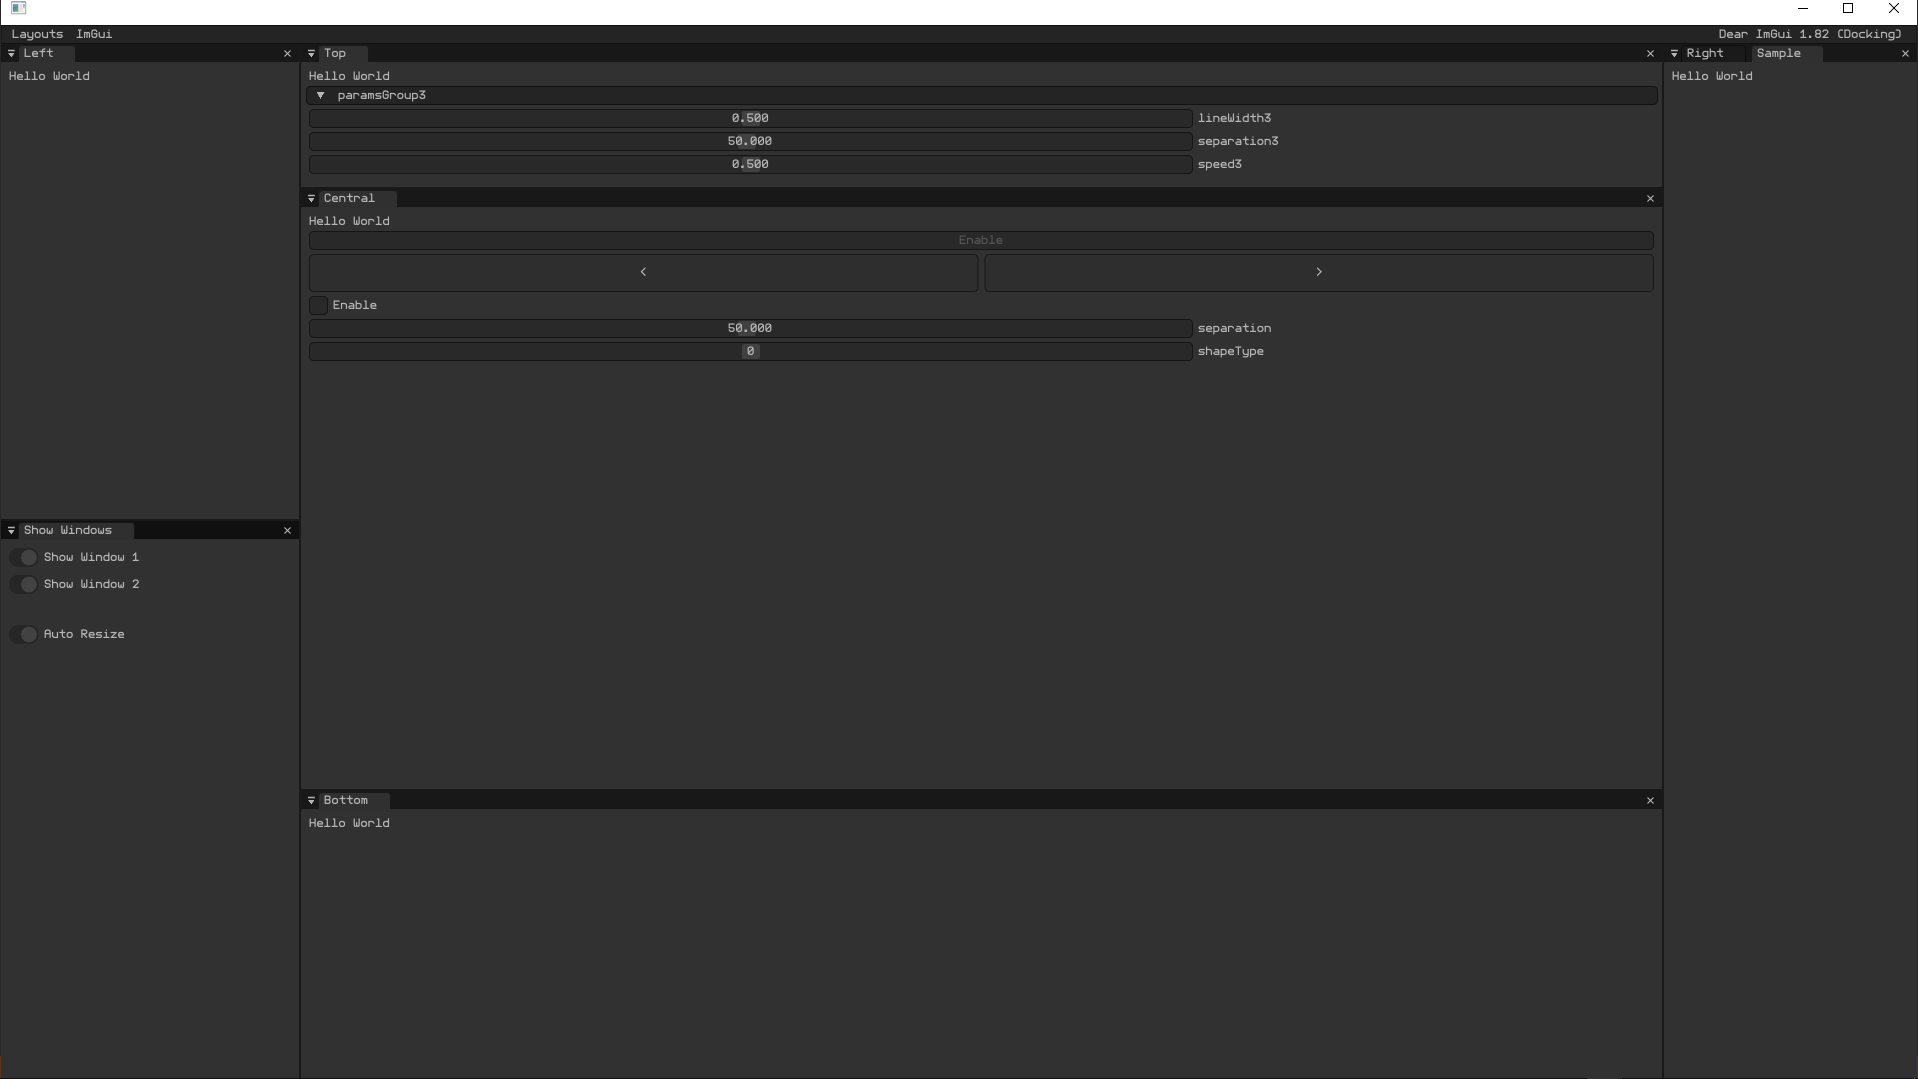 Layouts ImGui Dear ImGui 1.82 (Docking)
Left
Hello World
Show Windows
Show Window 1
Show Window 2
Auto Resize
Top
Hello World
paramsGroup3
0.500 lineWidth3
50.000 separation3
0.500 speed3
Central
Hello World
Enable
< >
Enable
50.000 separation
0 shapeType
Bottom
Hello World
Right Sample
Hello World